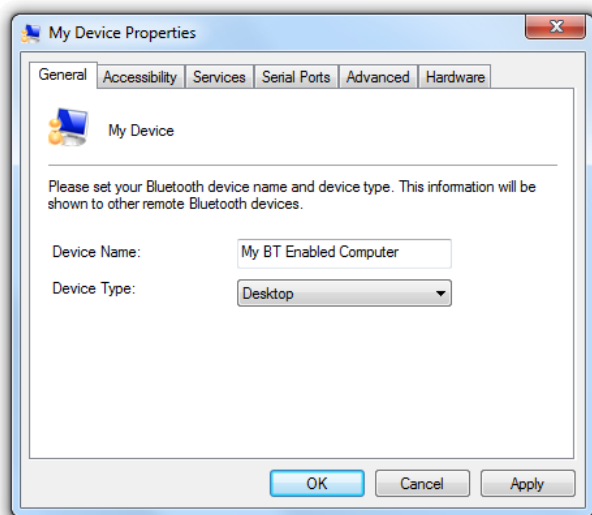 My Device Properties
General Accessibility Services Serial Ports Advanced Hardware
My Device
Please set your Bluetooth device name and device type. This information will be
shown to other remote Bluetooth devices.
Device Name: My BT Enabled Computer
Device Type: Desktop
OK Cancel Apply